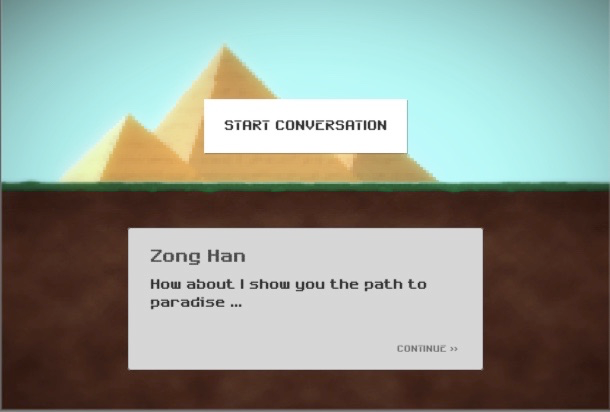 START CONVERSATION
Zong Han
How about I show you the path to
paradise ...
CONTINUE >>